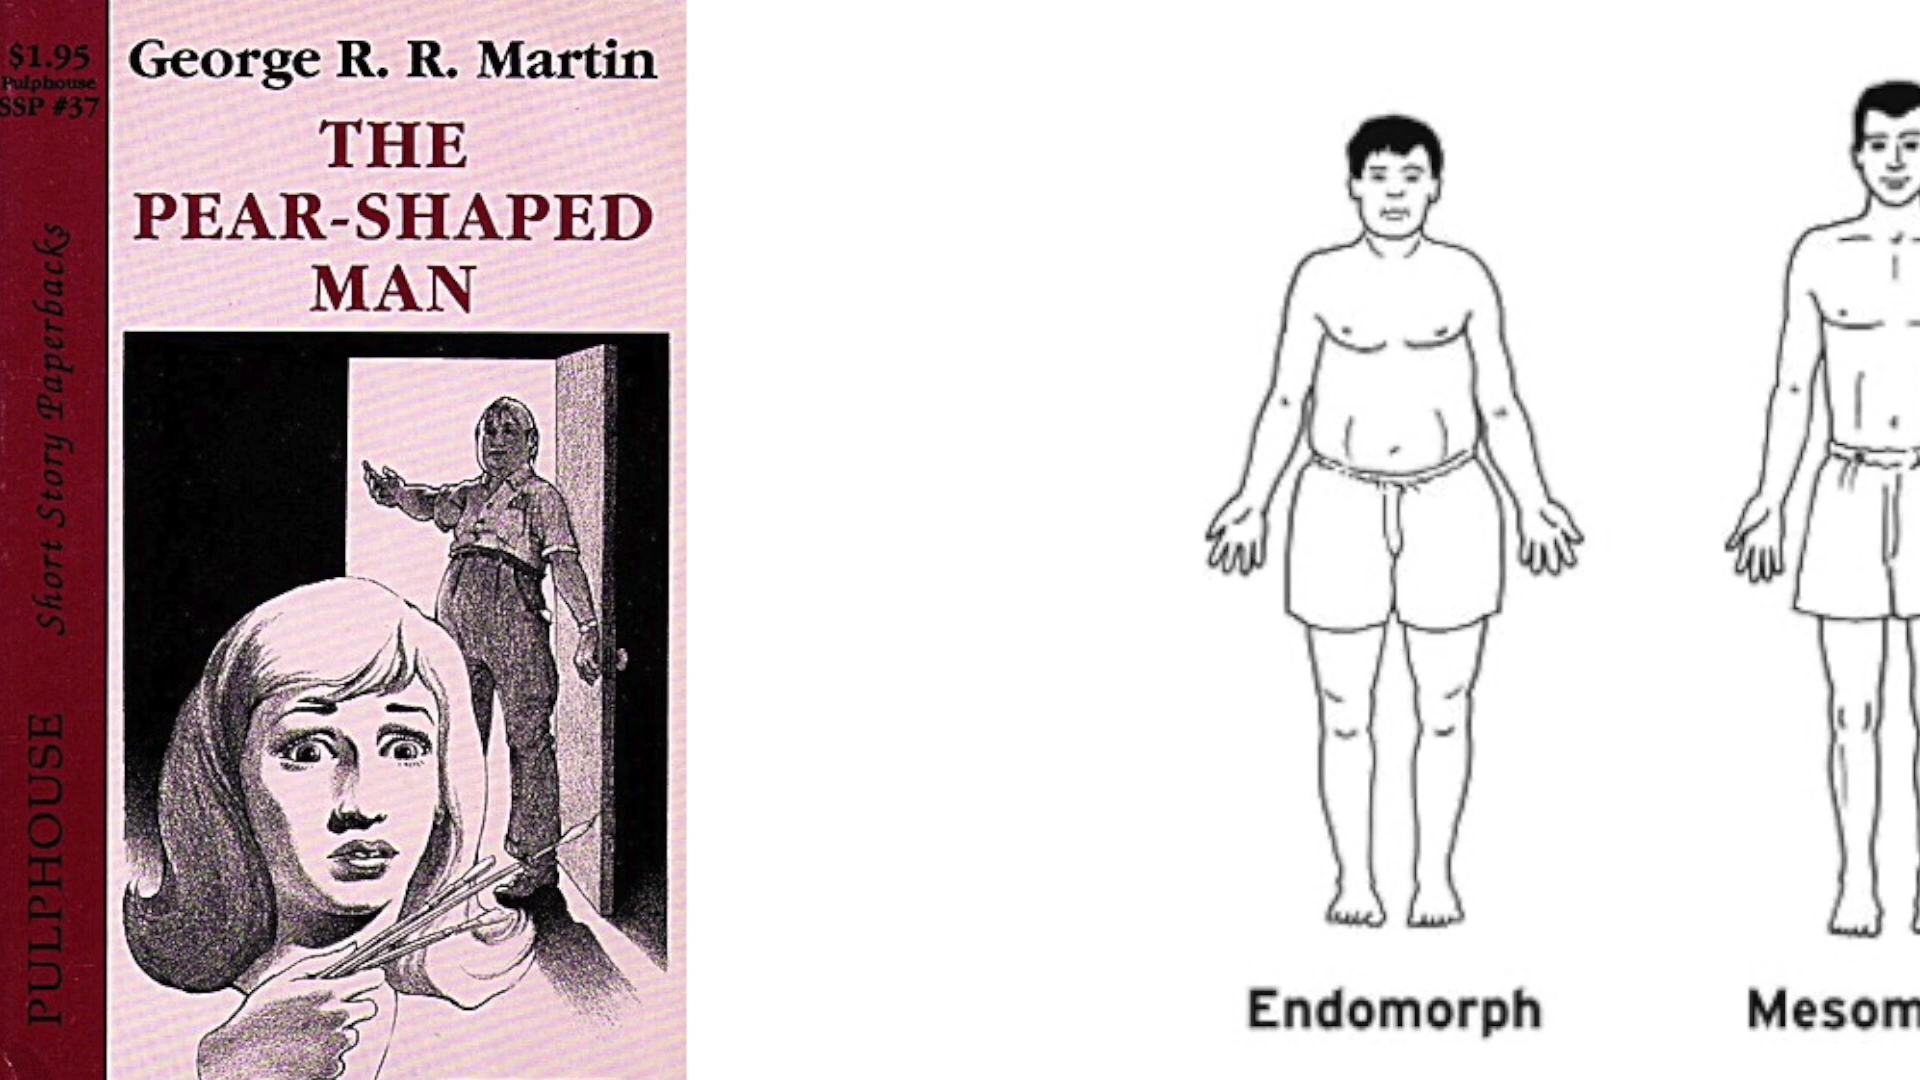 $1.95
Pulphouse
SSP #37
Short Story Paperbacks
PULPHOUSE
George R. R. Martin
THE
PEAR-SHAPED
MAN
Endomorph
Mesom